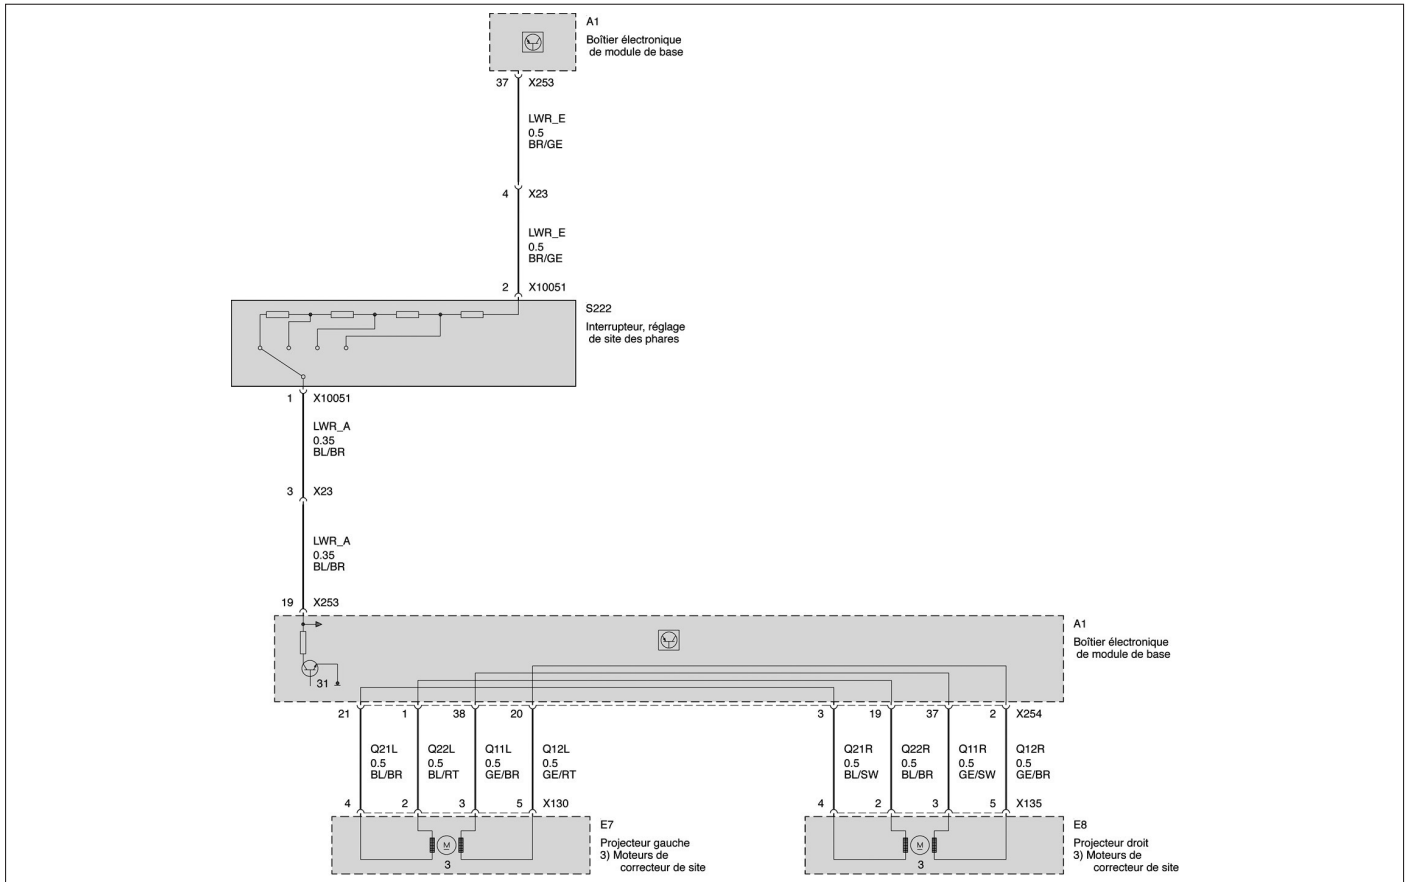 A1
Boîtier électronique
de module de base
37 X253
LWR_E
0.5
BR/GE
4 X23
LWR_E
0.5
BR/GE
2 X10051
S222
Interrupteur, réglage
de site des phares
1 X10051
LWR_A
0.35
BL/BR
3 X23
LWR_A
0.35
BL/BR
19 X253
A1
Boîtier électronique
de module de base
31
21 1 38 20 3 19 37 2 X254
Q21L Q22L Q11L Q12L Q21R Q22R Q11R Q12R
0.5 0.5 0.5 0.5 0.5 0.5 0.5 0.5
BL/BR BL/RT GE/BR GE/RT BL/SW BL/BR GE/SW GE/BR
4 2 3 5 X130 4 2 3 5 X135
E7
Projecteur gauche
3) Moteurs de
correcteur de site
M
3
E8
Projecteur droit
3) Moteurs de
correcteur de site
M
3